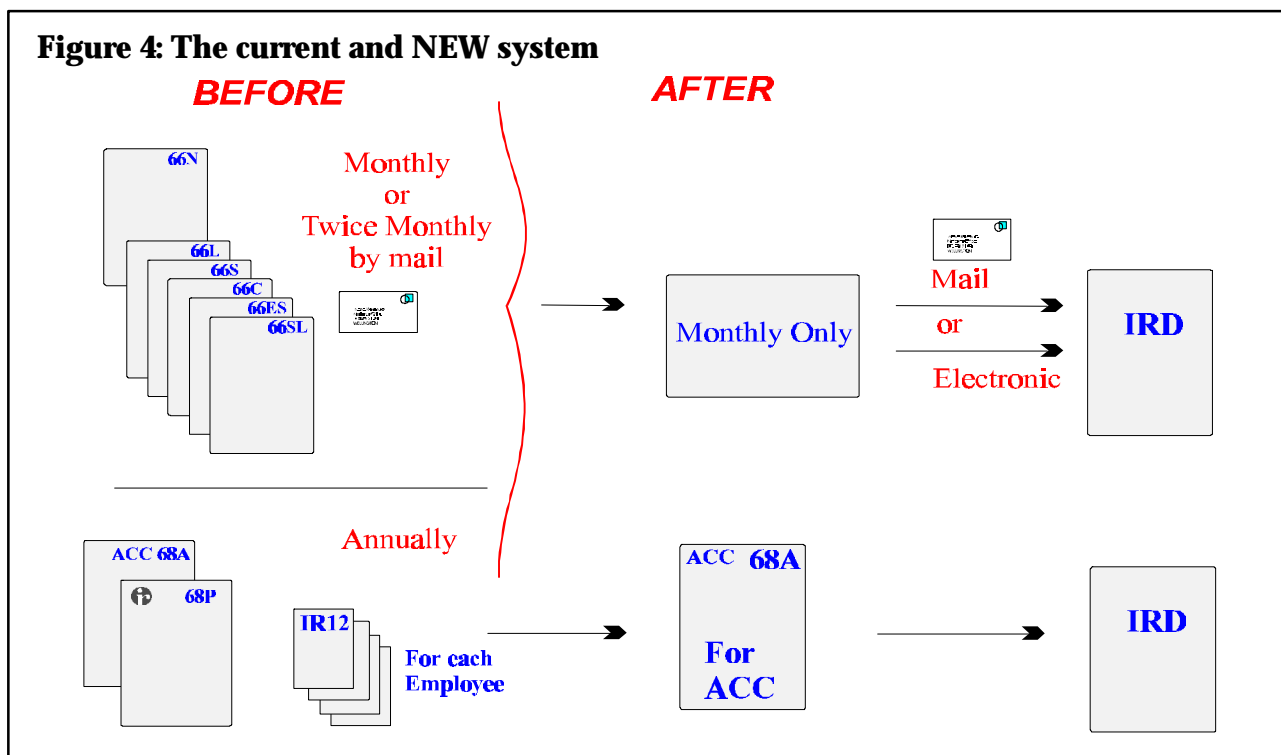 Figure 4: The current and NEW system
BEFORE
AFTER
66N
66L
66S
66C
66ES
66SL
Monthly
or
Twice Monthly
by mail
Monthly Only
Mail
or
Electronic
IRD
ACC 68A
68P
Annually
IR12
For each
Employee
ACC 68A
For
ACC
IRD